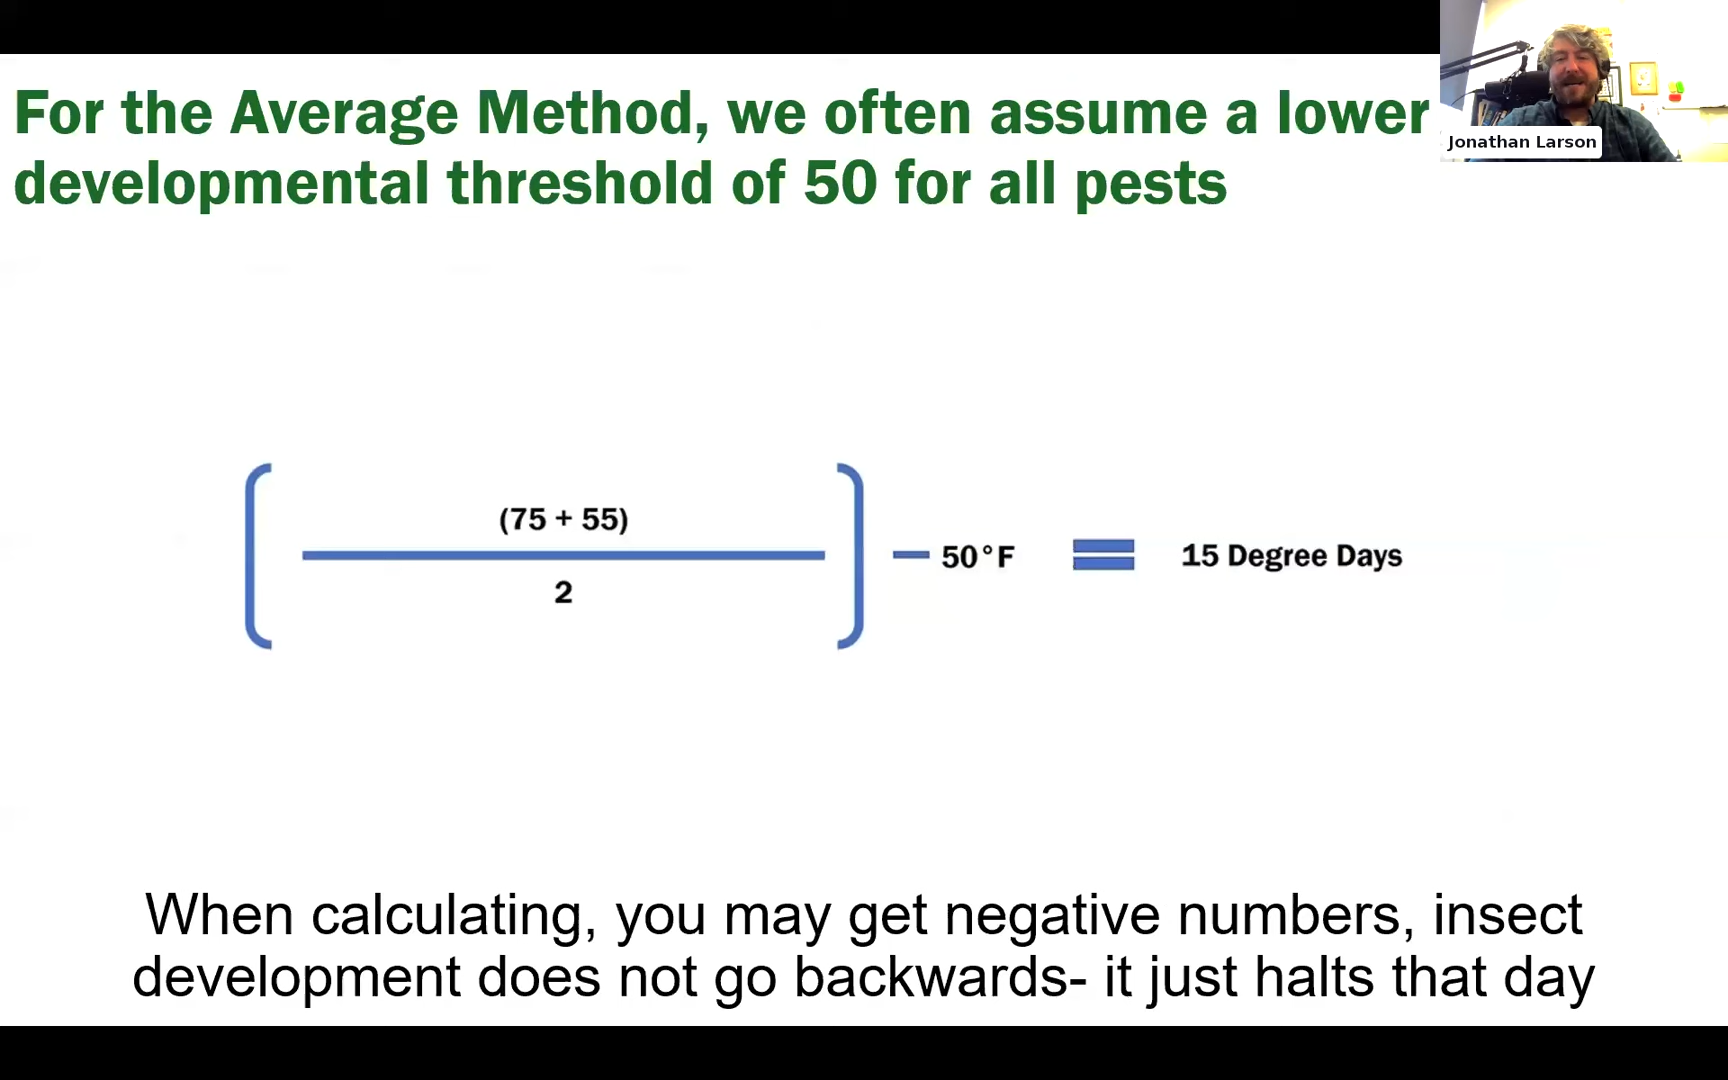 For the Average Method, we often assume a lower
developmental threshold of 50 for all pests
Jonathan Larson
(75 + 55)
2
50°F
15 Degree Days
When calculating, you may get negative numbers, insect
development does not go backwards- it just halts that day